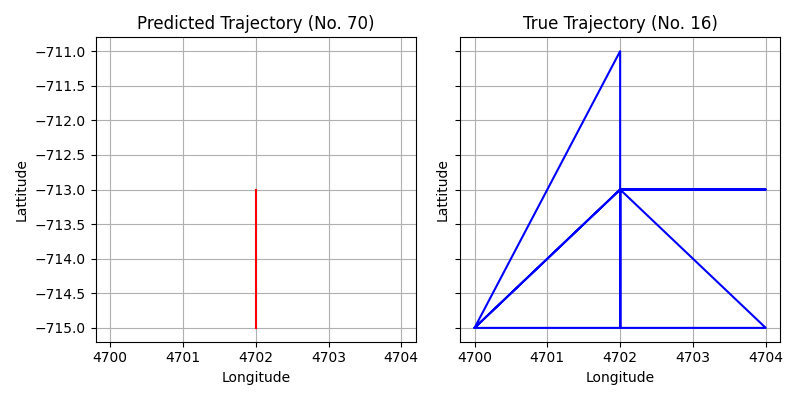 Predicted Trajectory (No. 70)
−711.0
−711.5
−712.0
−712.5
−713.0
−713.5
−714.0
−714.5
−715.0
Lattitude
4700 4701 4702 4703 4704
Longitude
True Trajectory (No. 16)
Lattitude
4700 4701 4702 4703 4704
Longitude